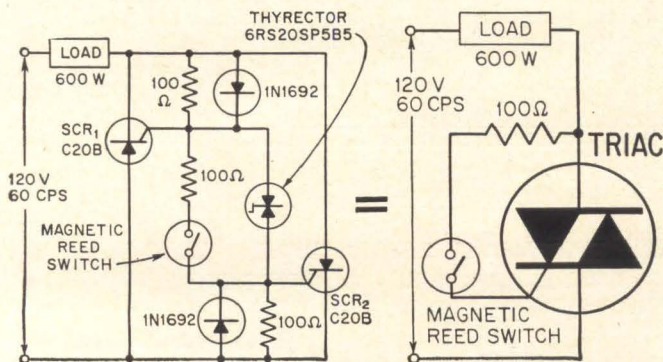 THYRECTOR
6RS20SP5B5
LOAD
600 W
100
Ω
1N1692
SCR1
C20B
100Ω
120 V
60 CPS
MAGNETIC
REED
SWITCH
SCR2
C20B
1N1692
100Ω
=
LOAD
600 W
120 V
60 CPS
100Ω
TRIAC
MAGNETIC
REED SWITCH